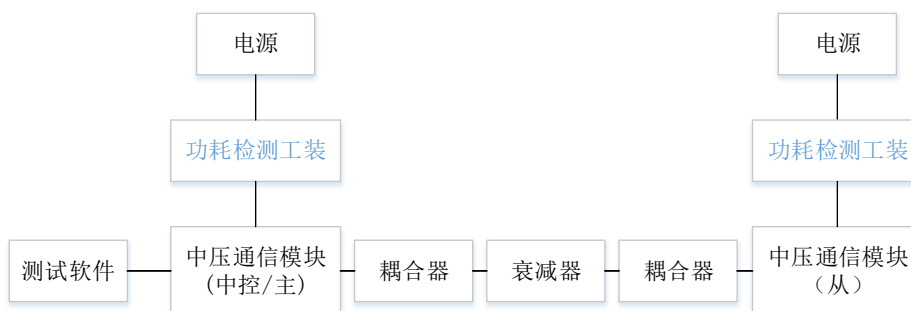 电源
电源
功耗检测工装
功耗检测工装
测试软件
中压通信模块
(中控/主)
耦合器
衰减器
耦合器
中压通信模块
（从）